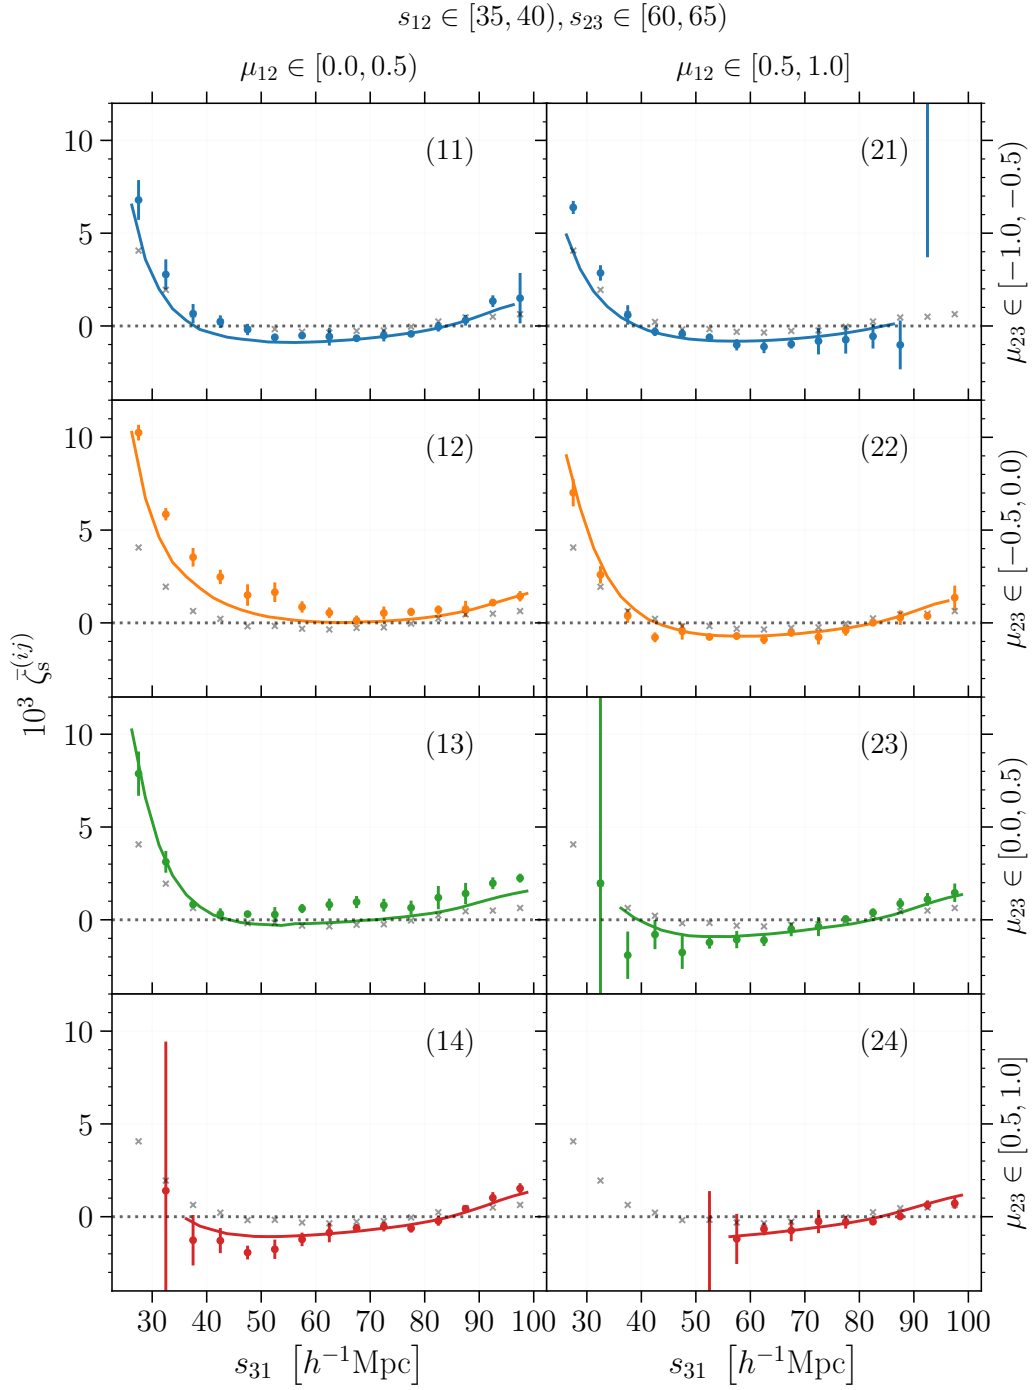 s₁₂ ∈ [35, 40), s₂₃ ∈ [60, 65)
μ₁₂ ∈ [0.0, 0.5) μ₁₂ ∈ [0.5, 1.0]
(11) (21)
10
5
0
μ₂₃ ∈ [−1.0, −0.5)
(12) (22)
10
5
0
μ₂₃ ∈ [−0.5, 0.0)
10³ ζ̄ₛ⁽ⁱʲ⁾
(13) (23)
10
5
0
μ₂₃ ∈ [0.0, 0.5)
(14) (24)
10
5
0
μ₂₃ ∈ [0.5, 1.0]
30 40 50 60 70 80 90 100 30 40 50 60 70 80 90 100
s₃₁ [h⁻¹Mpc] s₃₁ [h⁻¹Mpc]